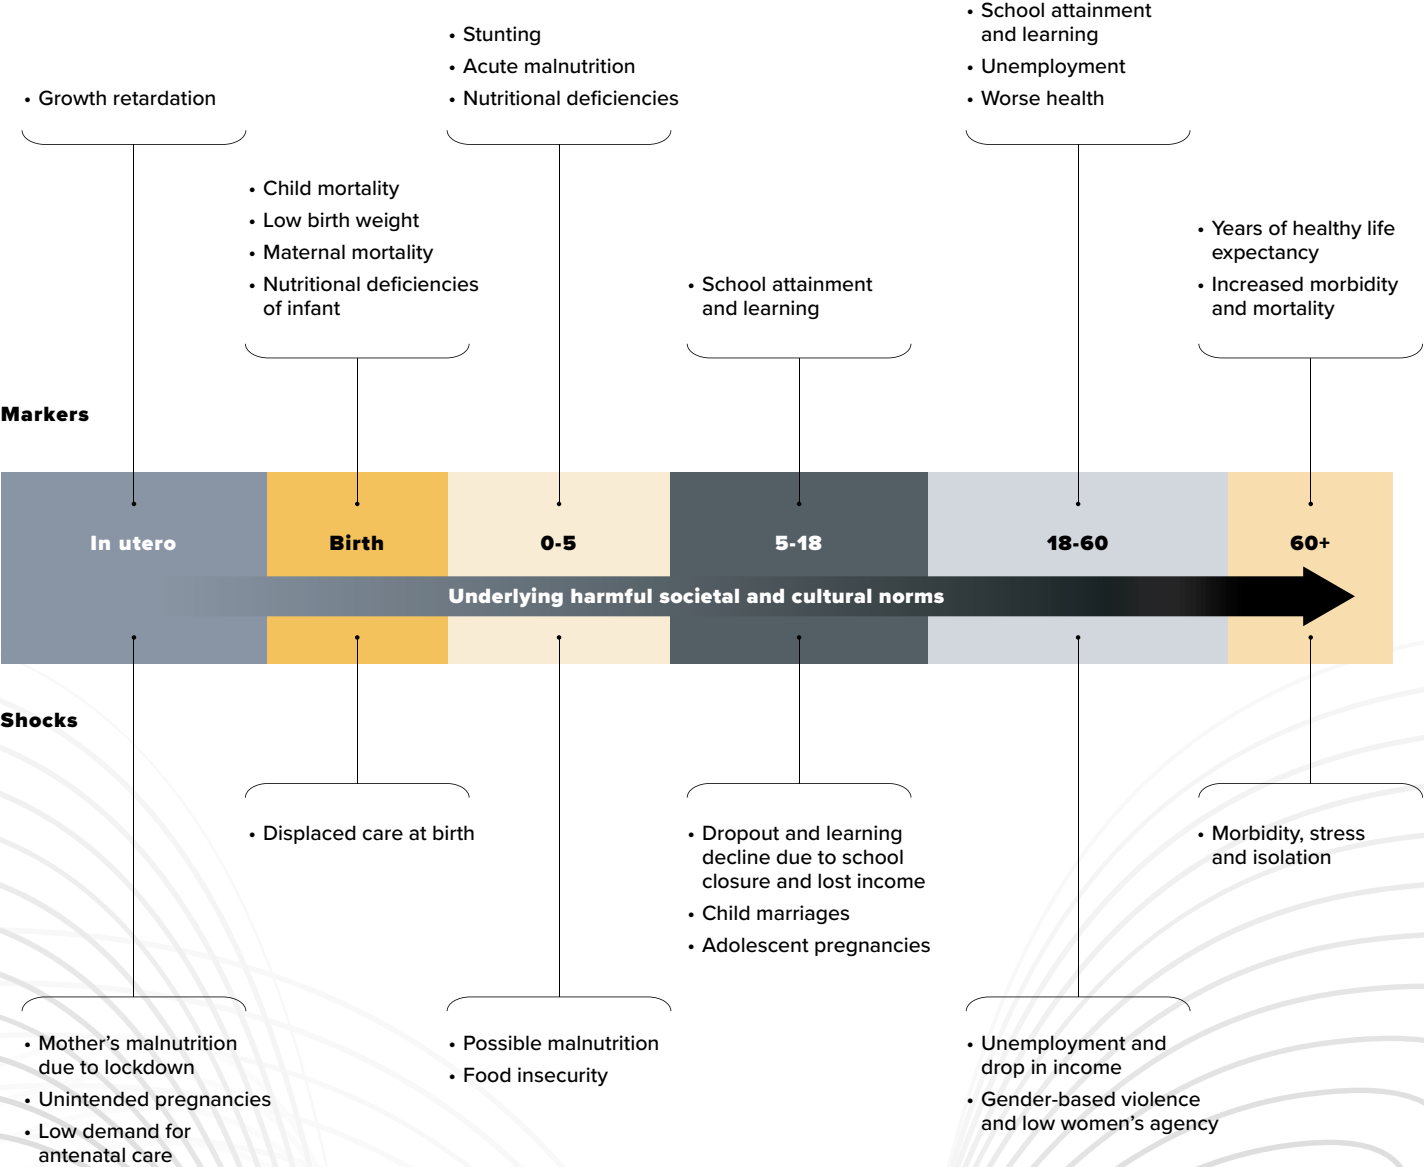 • School attainment
and learning
• Unemployment
• Worse health
• Stunting
• Acute malnutrition
• Nutritional deficiencies
• Growth retardation
• Child mortality
• Low birth weight
• Maternal mortality
• Nutritional deficiencies
of infant
• School attainment
and learning
• Years of healthy life
expectancy
• Increased morbidity
and mortality
Markers
In utero
Birth
0-5
5-18
18-60
60+
Underlying harmful societal and cultural norms
Shocks
• Displaced care at birth
• Dropout and learning
decline due to school
closure and lost income
• Child marriages
• Adolescent pregnancies
• Morbidity, stress
and isolation
• Mother’s malnutrition
due to lockdown
• Unintended pregnancies
• Low demand for
antenatal care
• Possible malnutrition
• Food insecurity
• Unemployment and
drop in income
• Gender-based violence
and low women’s agency